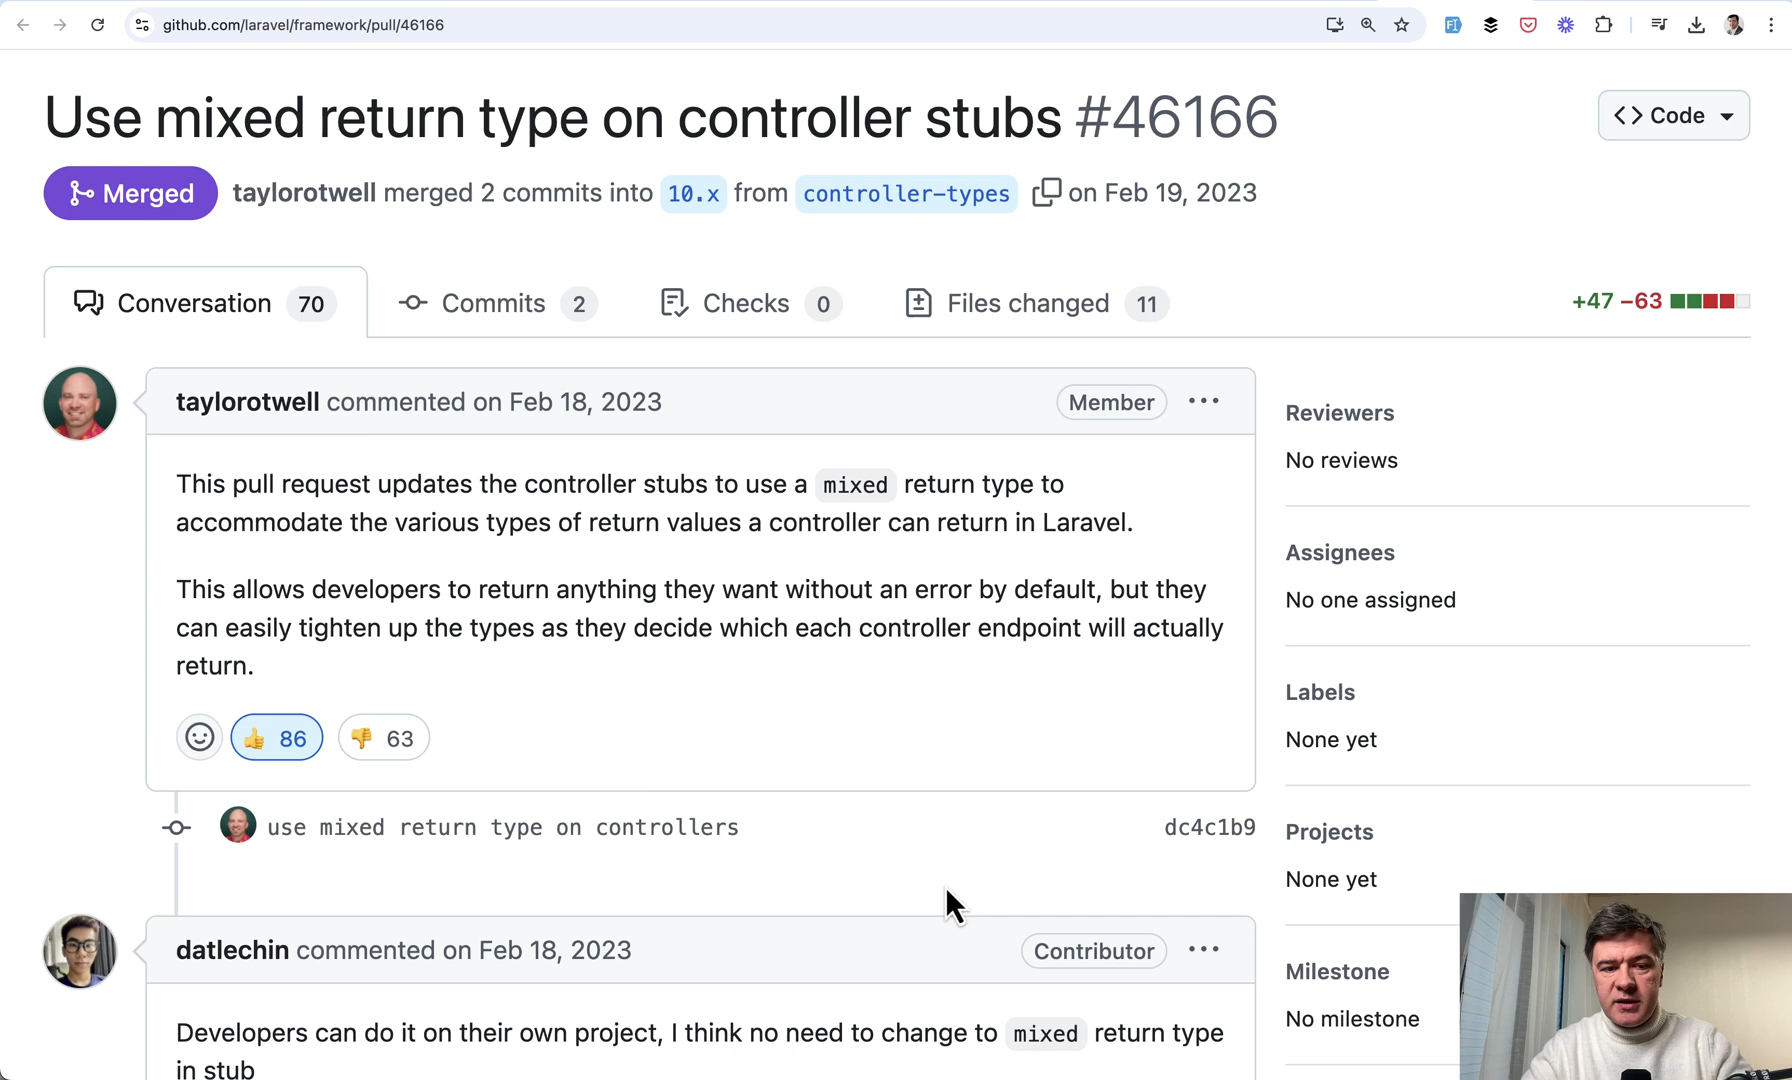 github.com/laravel/framework/pull/46166
Use mixed return type on controller stubs #46166
Code
Merged
taylorotwell merged 2 commits into 10.x from controller-types on Feb 19, 2023
Conversation 70
Commits 2
Checks 0
Files changed 11
+47 −63
taylorotwell commented on Feb 18, 2023
Member
This pull request updates the controller stubs to use a mixed return type to
accommodate the various types of return values a controller can return in Laravel.
This allows developers to return anything they want without an error by default, but they
can easily tighten up the types as they decide which each controller endpoint will actually
return.
86
63
use mixed return type on controllers
dc4c1b9
datlechin commented on Feb 18, 2023
Contributor
Developers can do it on their own project, I think no need to change to mixed return type
in stub
Reviewers
No reviews
Assignees
No one assigned
Labels
None yet
Projects
None yet
Milestone
No milestone